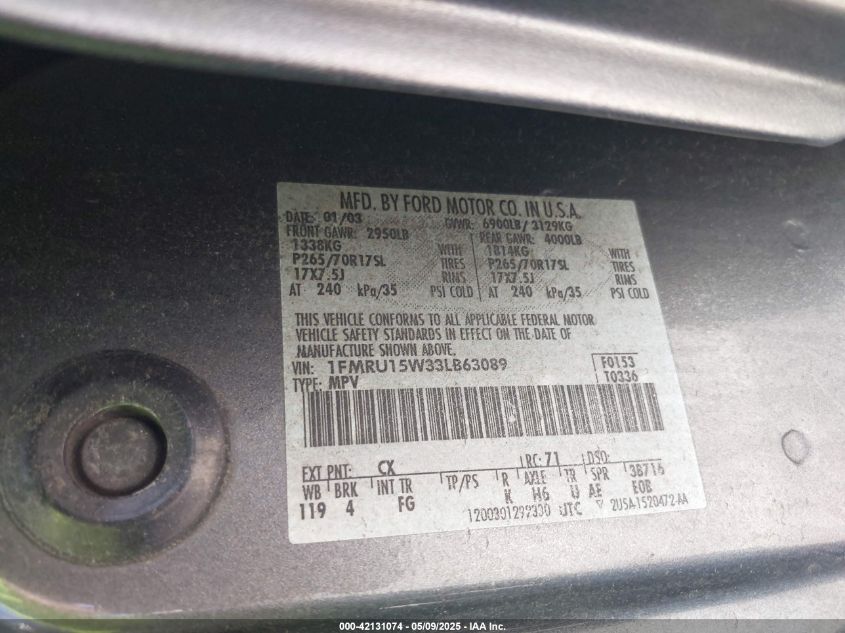 MFD. BY FORD MOTOR CO. IN U.S.A.
DATE: 01/03 GVWR: 6900LB/ 3129KG
FRONT GAWR: 2950LB REAR GAWR: 4000LB
1338KG WITH 1814KG WITH
P265/70R17SL TIRES P265/70R17SL TIRES
17X7.5J RIMS 17X7.5J RIMS
AT 240 kPa/35 PSI COLD AT 240 kPa/35 PSI COLD
THIS VEHICLE CONFORMS TO ALL APPLICABLE FEDERAL MOTOR
VEHICLE SAFETY STANDARDS IN EFFECT ON THE DATE OF
MANUFACTURE SHOWN ABOVE.
VIN: 1FMRU15W33LB63089 F0153
TYPE: MPV T0336
EXT PNT: CX RC: 71 DSO:
WB BRK INT TR TP/PS R AXLE TR SPR 3B716
119 4 FG K H6 U AE EOB
1200301299300 UTC 2U5A-1520472-AA
000-42131074 - 05/09/2025 - IAA Inc.